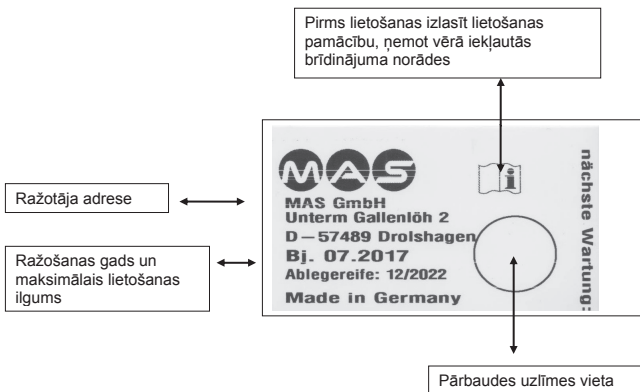 Pirms lietošanas izlasīt lietošanas
pamācību, ņemot vērā iekļautās
brīdinājuma norādes
MAS
MAS GmbH
Unterm Gallenlöh 2
D–57489 Drolshagen
Bj. 07.2017
Ablegereife: 12/2022
Made in Germany
nächste Wartung:
Ražotāja adrese
Ražošanas gads un
maksimālais lietošanas
ilgums
Pārbaudes uzlīmes vieta